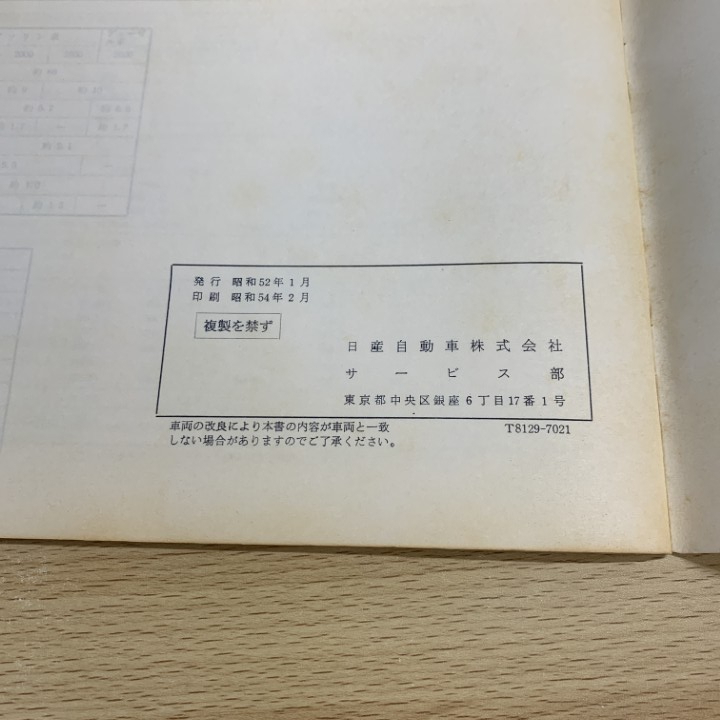 発行 昭和52年1月
印刷 昭和54年2月
複製を禁ず
日産自動車株式会社
サービス部
東京都中央区銀座6丁目17番1号
車両の改良により本書の内容が車両と一致
しない場合がありますのでご了承ください。
T8129-7021